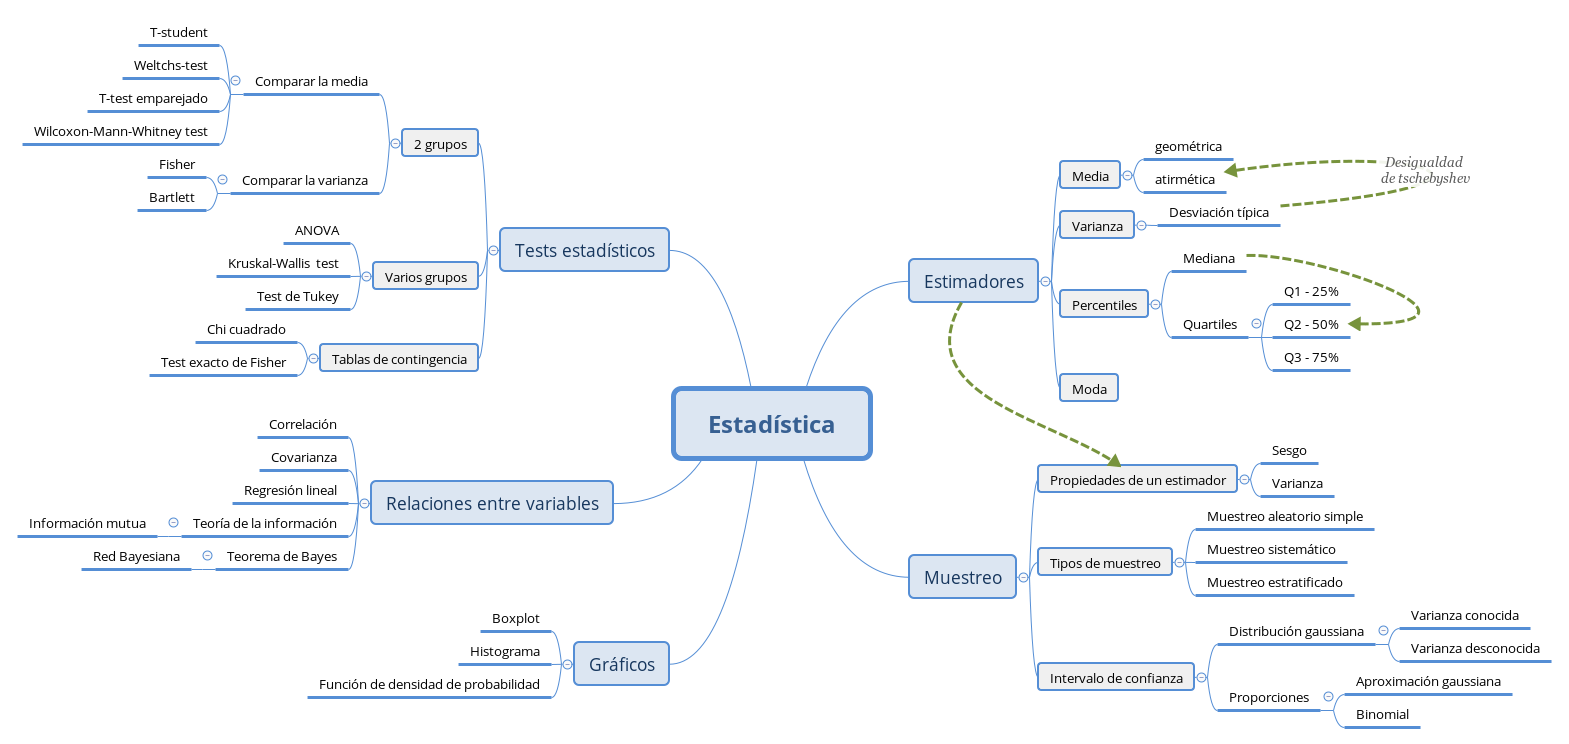 Estadística
Tests estadísticos
2 grupos
Comparar la media
T-student
Weltchs-test
T-test emparejado
Wilcoxon-Mann-Whitney test
Comparar la varianza
Fisher
Bartlett
Varios grupos
ANOVA
Kruskal-Wallis  test
Test de Tukey
Tablas de contingencia
Chi cuadrado
Test exacto de Fisher
Relaciones entre variables
Correlación
Covarianza
Regresión lineal
Teoría de la información
Información mutua
Teorema de Bayes
Red Bayesiana
Gráficos
Boxplot
Histograma
Función de densidad de probabilidad
Estimadores
Media
geométrica
atirmética
Desigualdad
de tschebyshev
Varianza
Desviación típica
Percentiles
Mediana
Quartiles
Q1 - 25%
Q2 - 50%
Q3 - 75%
Moda
Muestreo
Propiedades de un estimador
Sesgo
Varianza
Tipos de muestreo
Muestreo aleatorio simple
Muestreo sistemático
Muestreo estratificado
Intervalo de confianza
Distribución gaussiana
Varianza conocida
Varianza desconocida
Proporciones
Aproximación gaussiana
Binomial